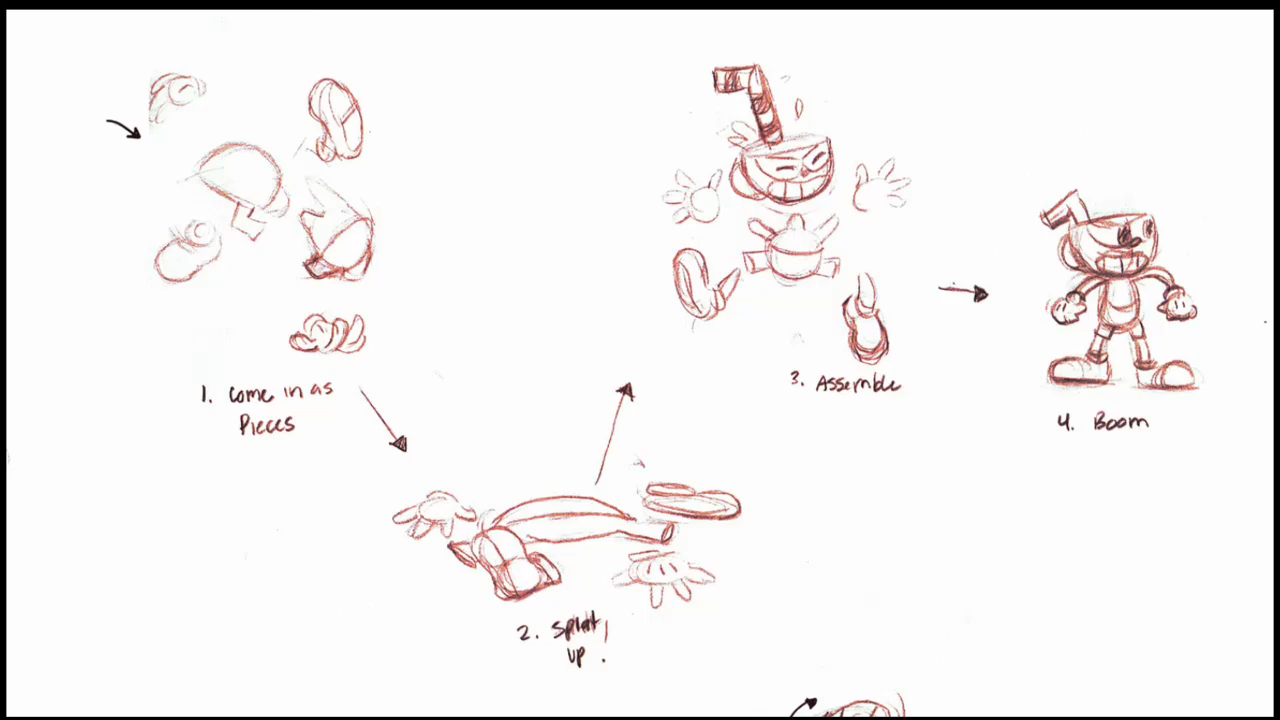 1. Come in as
Pieces
2. Splat!
up.
3. Assemble
4. Boom